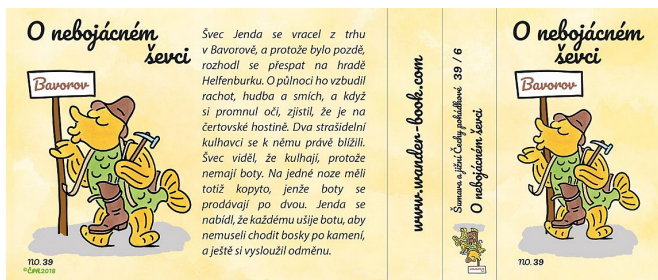 O nebojácném
ševci
Bavorov
NO. 39
©ČIPR 2018
Švec Jenda se vracel z trhu
v Bavorově, a protože bylo pozdě,
rozhodl se přespat na hradě
Helfenburku. O půlnoci ho vzbudil
rachot, hudba a smích, a když
si promnul oči, zjistil, že je na
čertovské hostině. Dva strašidelní
kulhavci se k němu právě blížili.
Švec viděl, že kulhají, protože
nemají boty. Na jedné noze měli
totiž kopyto, jenže boty se
prodávají po dvou. Jenda se
nabídl, že každému ušije botu, aby
nemuseli chodit bosky po kamení,
a ještě si vysloužil odměnu.
www.wander-book.com
Šumava a jižní Čechy pohádkové 39 / 6
O nebojácném ševci
O nebojácném
ševci
Bavorov
NO. 39